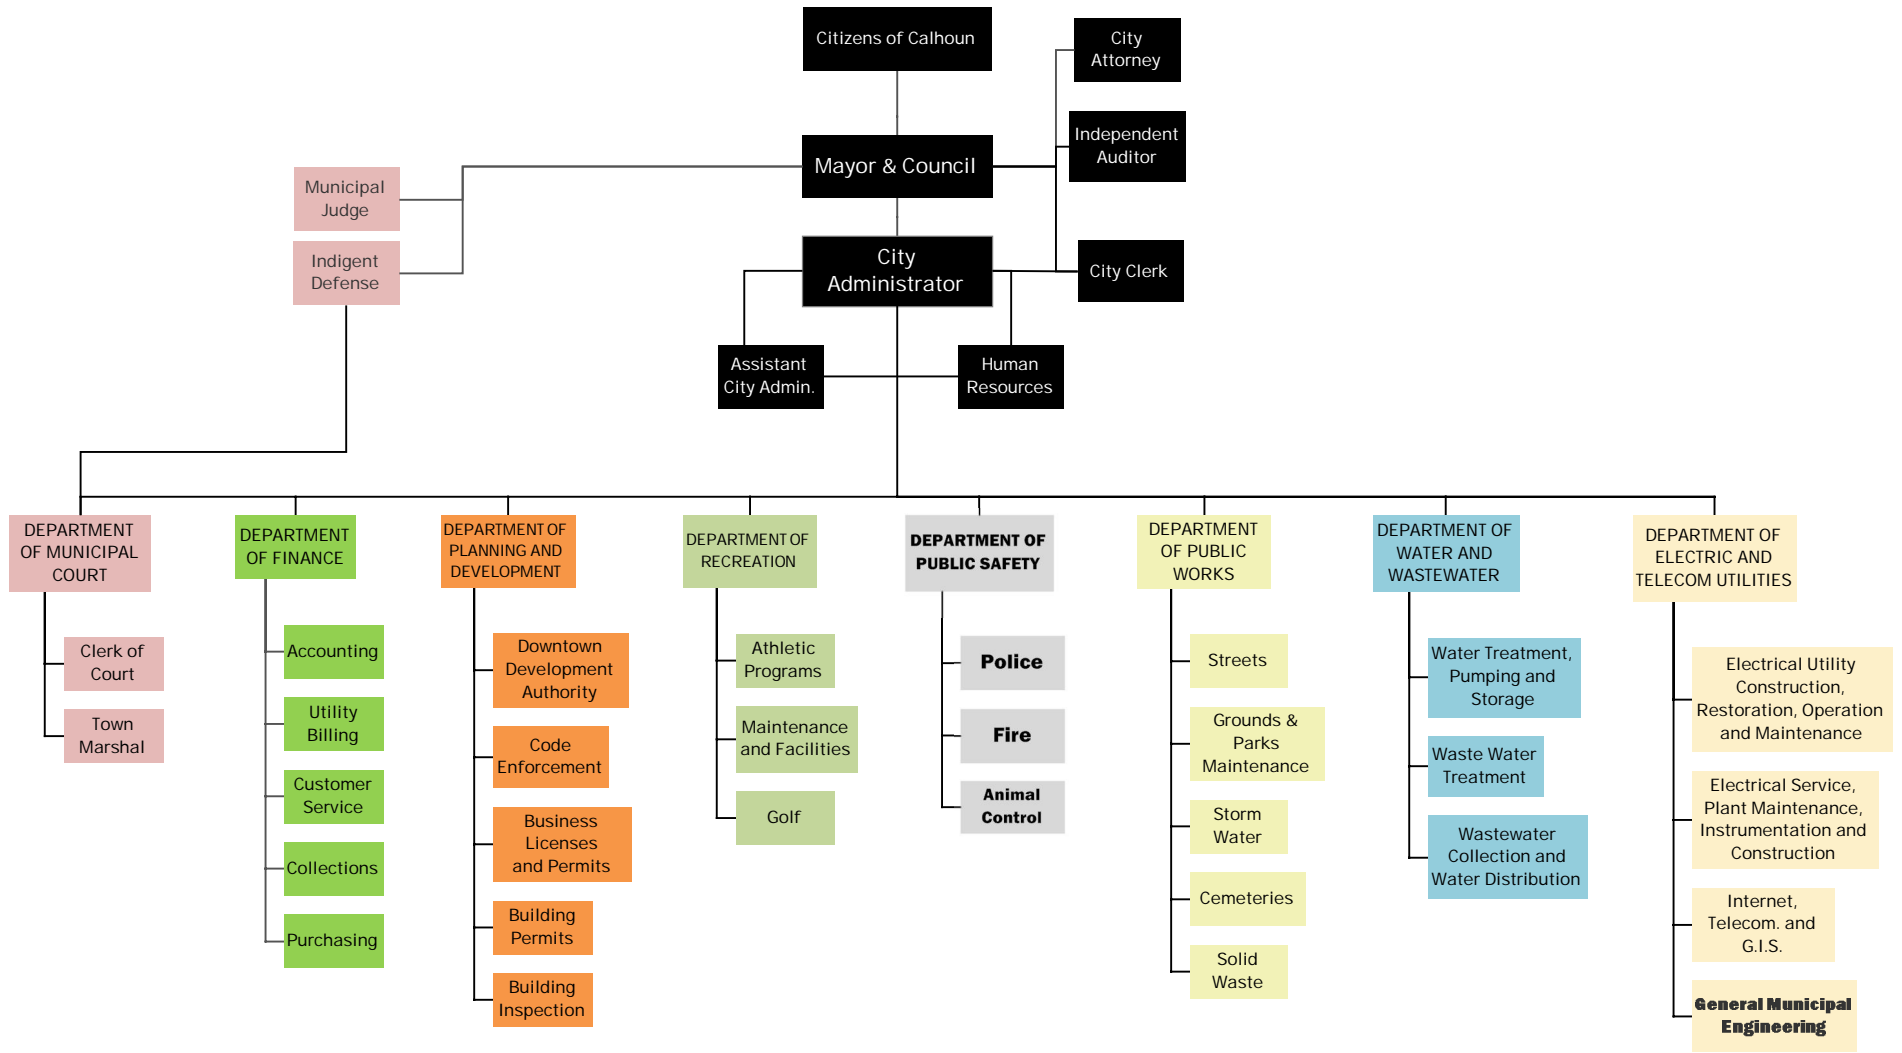 Citizens of Calhoun
City
Attorney
Independent
Auditor
Mayor & Council
Municipal
Judge
Indigent
Defense
City
Administrator
City Clerk
Assistant
City Admin.
Human
Resources
DEPARTMENT
OF MUNICIPAL
COURT
Clerk of
Court
Town
Marshal
DEPARTMENT
OF FINANCE
Accounting
Utility
Billing
Customer
Service
Collections
Purchasing
DEPARTMENT OF
PLANNING AND
DEVELOPMENT
Downtown
Development
Authority
Code
Enforcement
Business
Licenses
and Permits
Building
Permits
Building
Inspection
DEPARTMENT OF
RECREATION
Athletic
Programs
Maintenance
and Facilities
Golf
DEPARTMENT OF
PUBLIC SAFETY
Police
Fire
Animal
Control
DEPARTMENT
OF PUBLIC
WORKS
Streets
Grounds &
Parks
Maintenance
Storm
Water
Cemeteries
Solid
Waste
DEPARTMENT OF
WATER AND
WASTEWATER
Water Treatment,
Pumping and
Storage
Waste Water
Treatment
Wastewater
Collection and
Water Distribution
DEPARTMENT OF
ELECTRIC AND
TELECOM UTILITIES
Electrical Utility
Construction,
Restoration, Operation
and Maintenance
Electrical Service,
Plant Maintenance,
Instrumentation and
Construction
Internet,
Telecom. and
G.I.S.
General Municipal
Engineering